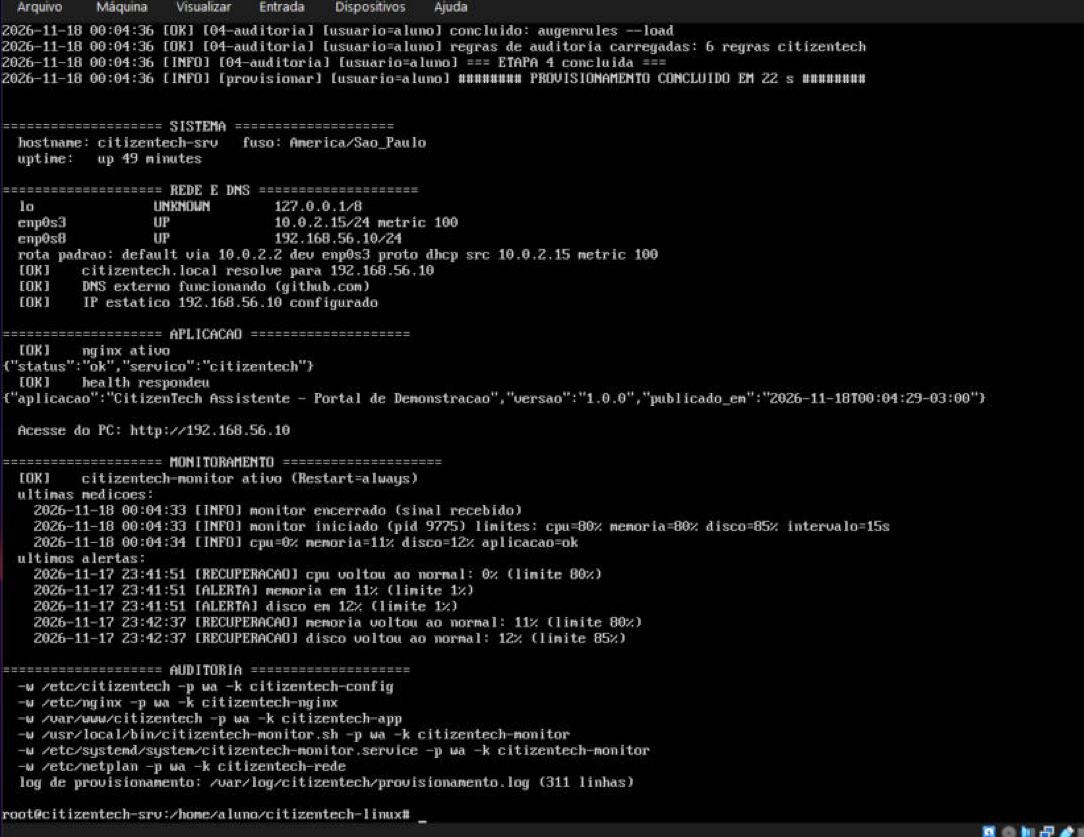 Arquivo Máquina Visualizar Entrada Dispositivos Ajuda
2026-11-18 00:04:36 [OK] [04-auditoria] [usuario=aluno] concluido: augenrules --load
2026-11-18 00:04:36 [OK] [04-auditoria] [usuario=aluno] regras de auditoria carregadas: 6 regras citizentech
2026-11-18 00:04:36 [INFO] [04-auditoria] [usuario=aluno] === ETAPA 4 concluida ===
2026-11-18 00:04:36 [INFO] [provisionar] [usuario=aluno] ######## PROVISIONAMENTO CONCLUIDO EM 22 s ########
==================== SISTEMA ====================
hostname: citizentech-srv   fuso: America/Sao_Paulo
uptime:   up 49 minutes
==================== REDE E DNS ====================
lo               UNKNOWN        127.0.0.1/8
enp0s3           UP             10.0.2.15/24 metric 100
enp0s8           UP             192.168.56.10/24
rota padrao: default via 10.0.2.2 dev enp0s3 proto dhcp src 10.0.2.15 metric 100
[OK]    citizentech.local resolve para 192.168.56.10
[OK]    DNS externo funcionando (github.com)
[OK]    IP estatico 192.168.56.10 configurado
==================== APLICACAO ====================
[OK]    nginx ativo
{"status":"ok","servico":"citizentech"}
[OK]    health respondeu
{"aplicacao":"CitizenTech Assistente - Portal de Demonstracao","versao":"1.0.0","publicado_em":"2026-11-18T00:04:29-03:00"}
Acesse do PC: http://192.168.56.10
==================== MONITORAMENTO ====================
[OK]    citizentech-monitor ativo (Restart=always)
ultimas medicoes:
2026-11-18 00:04:33 [INFO] monitor encerrado (sinal recebido)
2026-11-18 00:04:33 [INFO] monitor iniciado (pid 9775) limites: cpu=80% memoria=80% disco=85% intervalo=15s
2026-11-18 00:04:34 [INFO] cpu=0% memoria=11% disco=12% aplicacao=ok
ultimos alertas:
2026-11-17 23:41:51 [RECUPERACAO] cpu voltou ao normal: 0% (limite 80%)
2026-11-17 23:41:51 [ALERTA] memoria em 11% (limite 1%)
2026-11-17 23:41:51 [ALERTA] disco em 12% (limite 1%)
2026-11-17 23:42:37 [RECUPERACAO] memoria voltou ao normal: 11% (limite 80%)
2026-11-17 23:42:37 [RECUPERACAO] disco voltou ao normal: 12% (limite 85%)
==================== AUDITORIA ====================
-w /etc/citizentech -p wa -k citizentech-config
-w /etc/nginx -p wa -k citizentech-nginx
-w /var/www/citizentech -p wa -k citizentech-app
-w /usr/local/bin/citizentech-monitor.sh -p wa -k citizentech-monitor
-w /etc/systemd/system/citizentech-monitor.service -p wa -k citizentech-monitor
-w /etc/netplan -p wa -k citizentech-rede
log de provisionamento: /var/log/citizentech/provisionamento.log (311 linhas)
root@citizentech-srv:/home/aluno/citizentech-linux# _